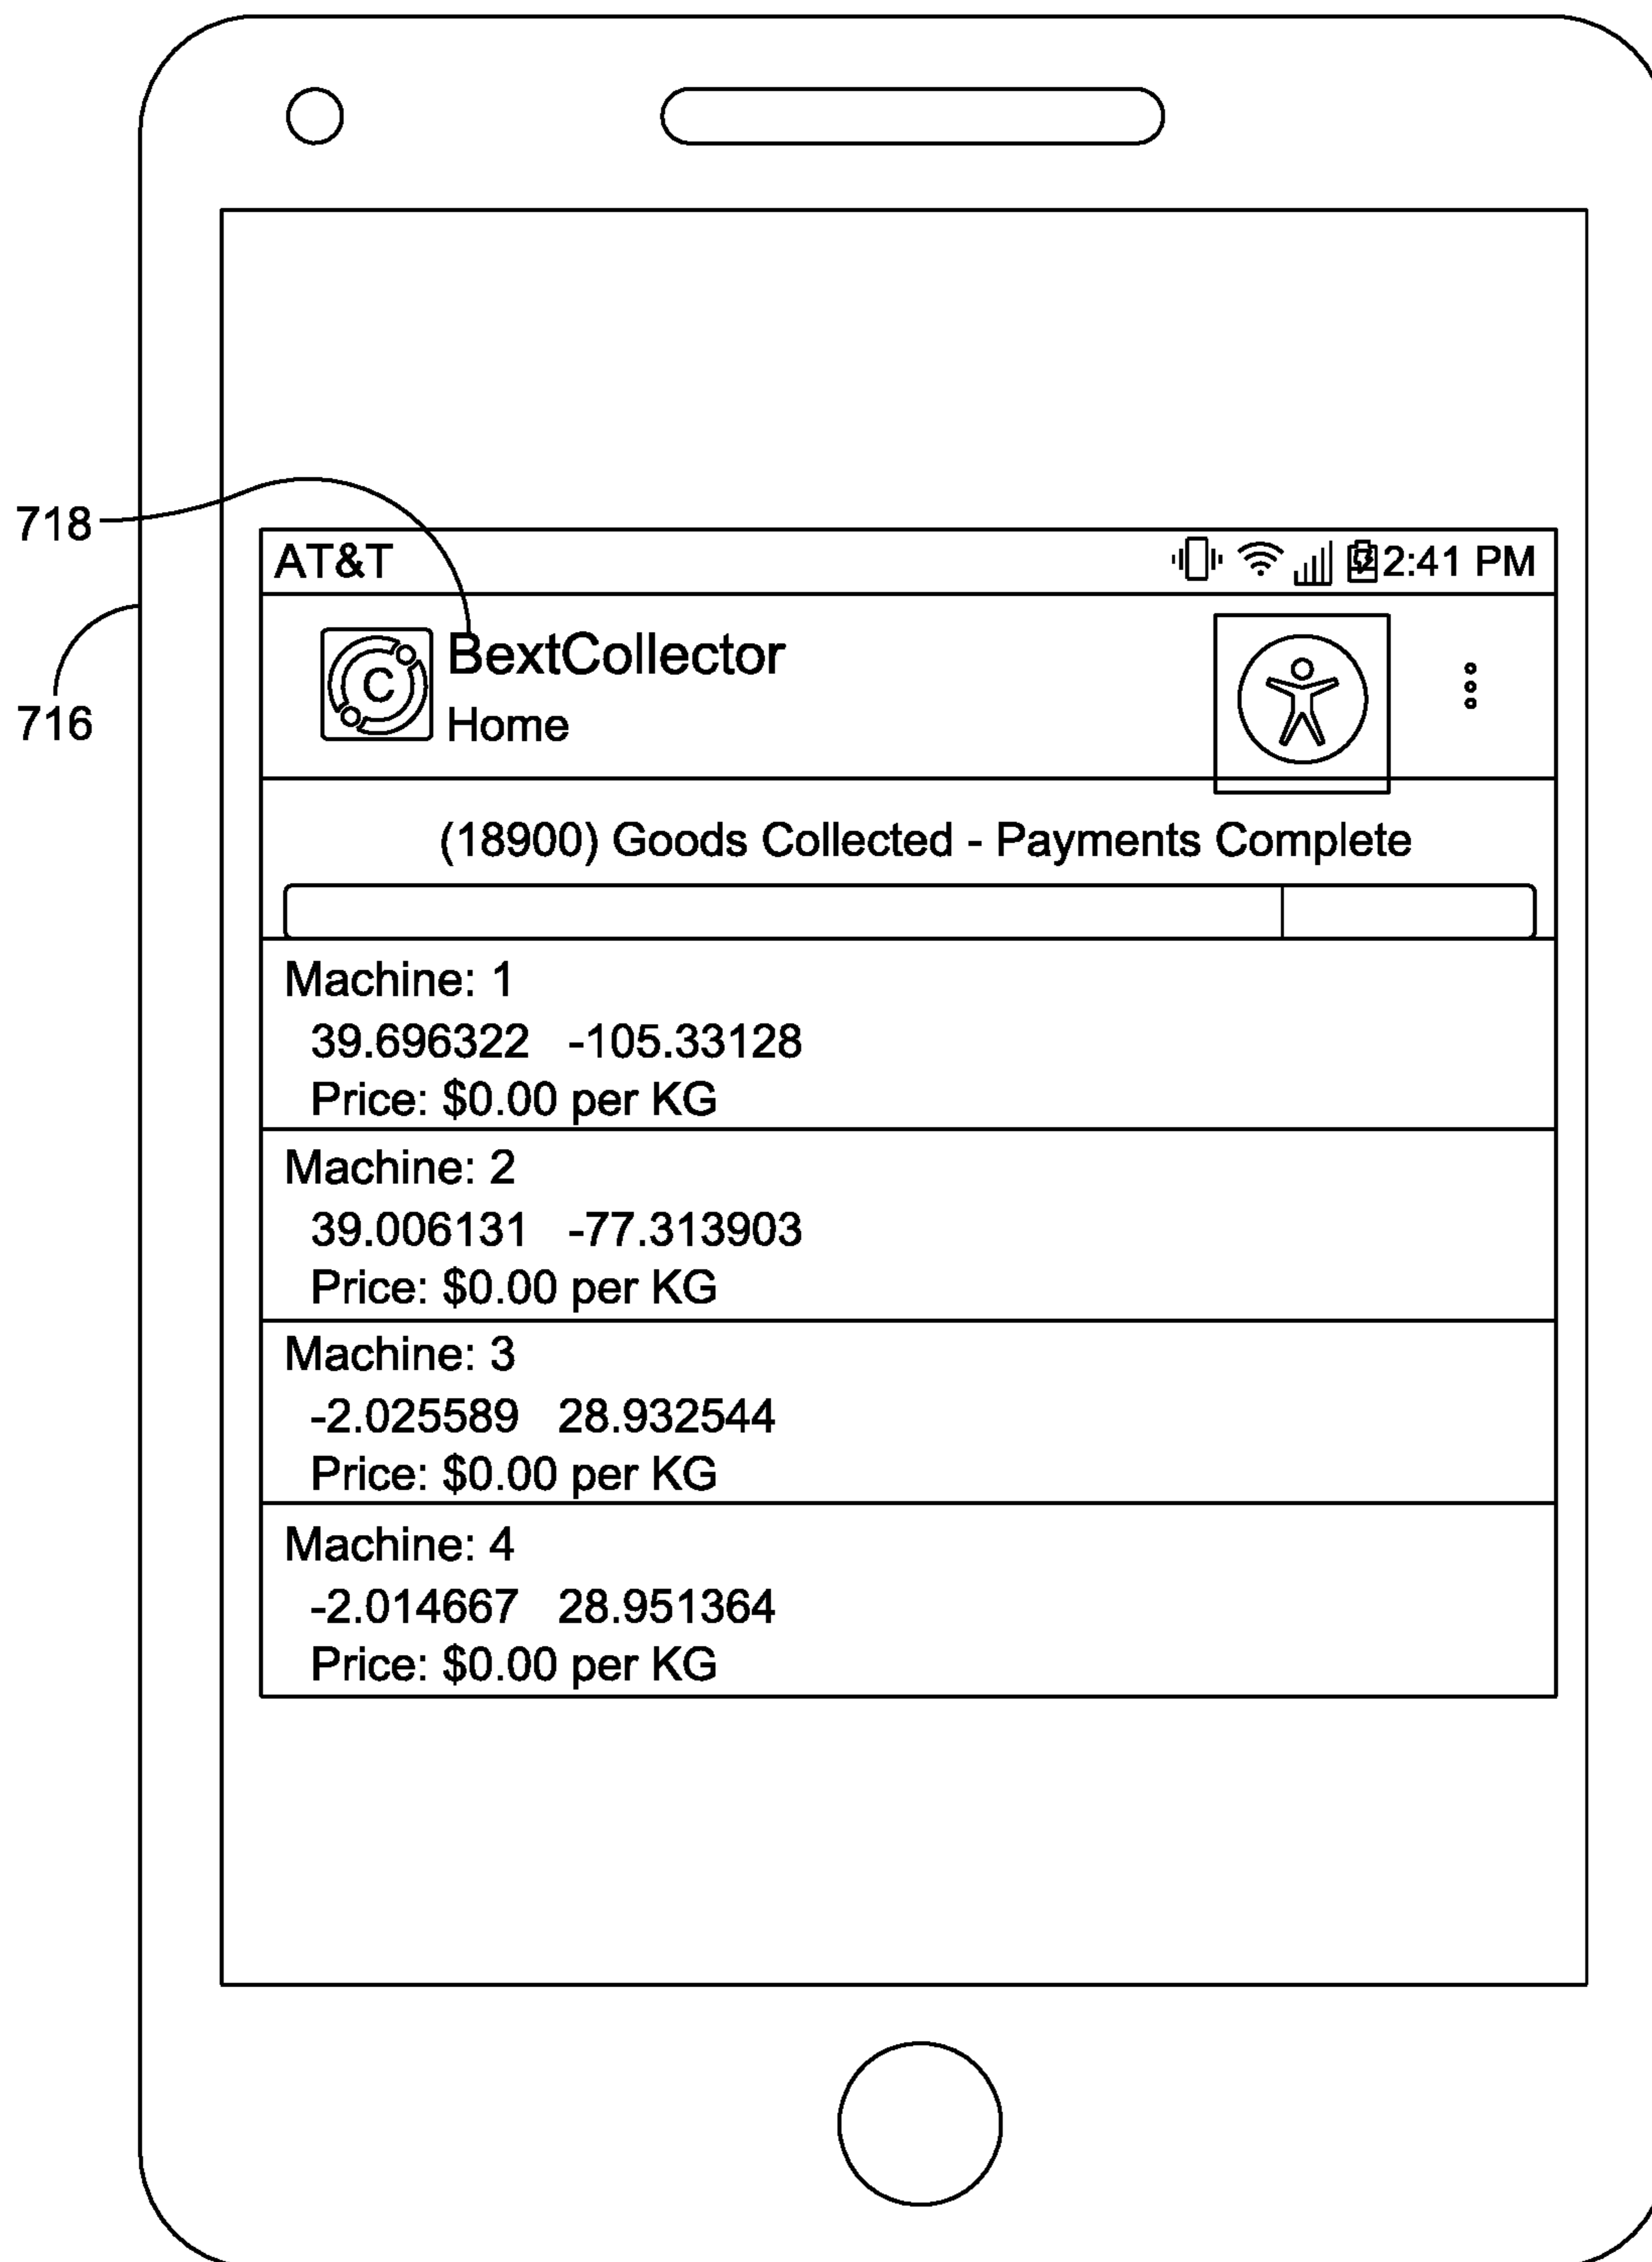 718
716
AT&T 2:41 PM
C
BextCollector
Home
(18900) Goods Collected - Payments Complete
Machine: 1
39.696322 -105.33128
Price: $0.00 per KG
Machine: 2
39.006131 -77.313903
Price: $0.00 per KG
Machine: 3
-2.025589 28.932544
Price: $0.00 per KG
Machine: 4
-2.014667 28.951364
Price: $0.00 per KG